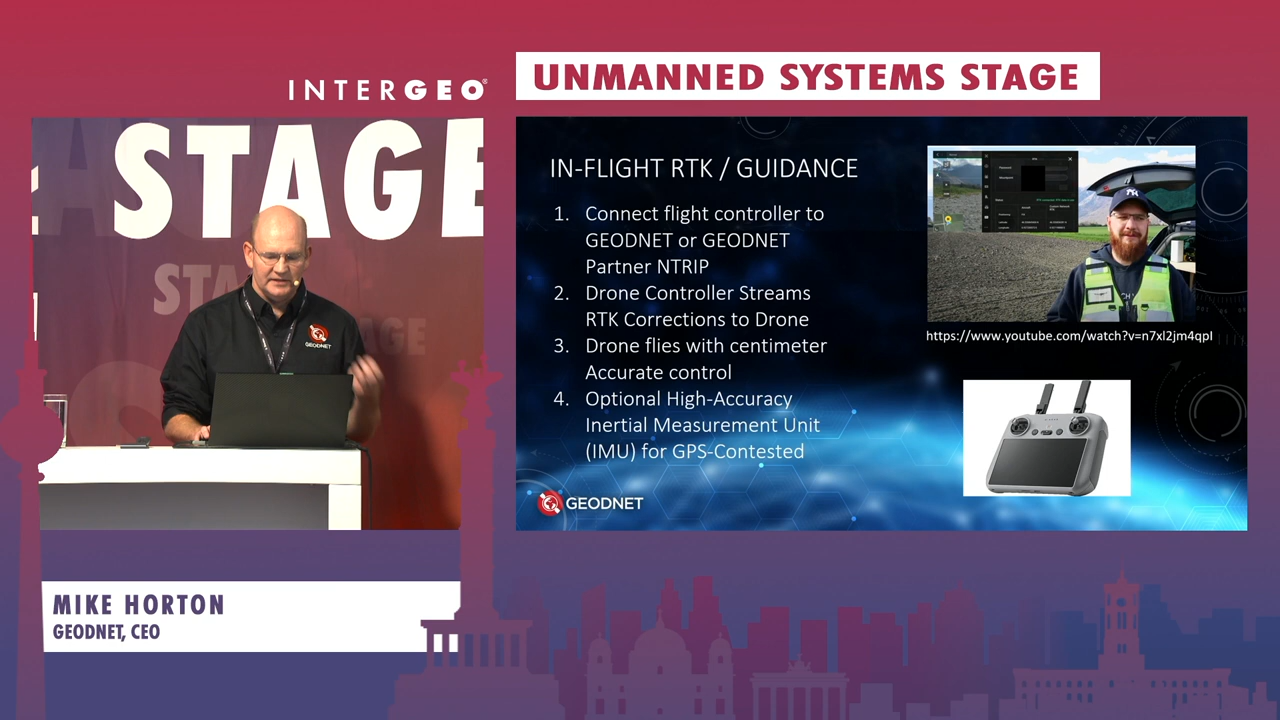 INTERGEO
UNMANNED SYSTEMS STAGE
STAGE
STAGE
GEODNET
IN-FLIGHT RTK / GUIDANCE
1. Connect flight controller to
GEODNET or GEODNET
Partner NTRIP
2. Drone Controller Streams
RTK Corrections to Drone
3. Drone flies with centimeter
Accurate control
4. Optional High-Accuracy
Inertial Measurement Unit
(IMU) for GPS-Contested
https://www.youtube.com/watch?v=n7xl2jm4qpI
GEODNET
MIKE HORTON
GEODNET, CEO